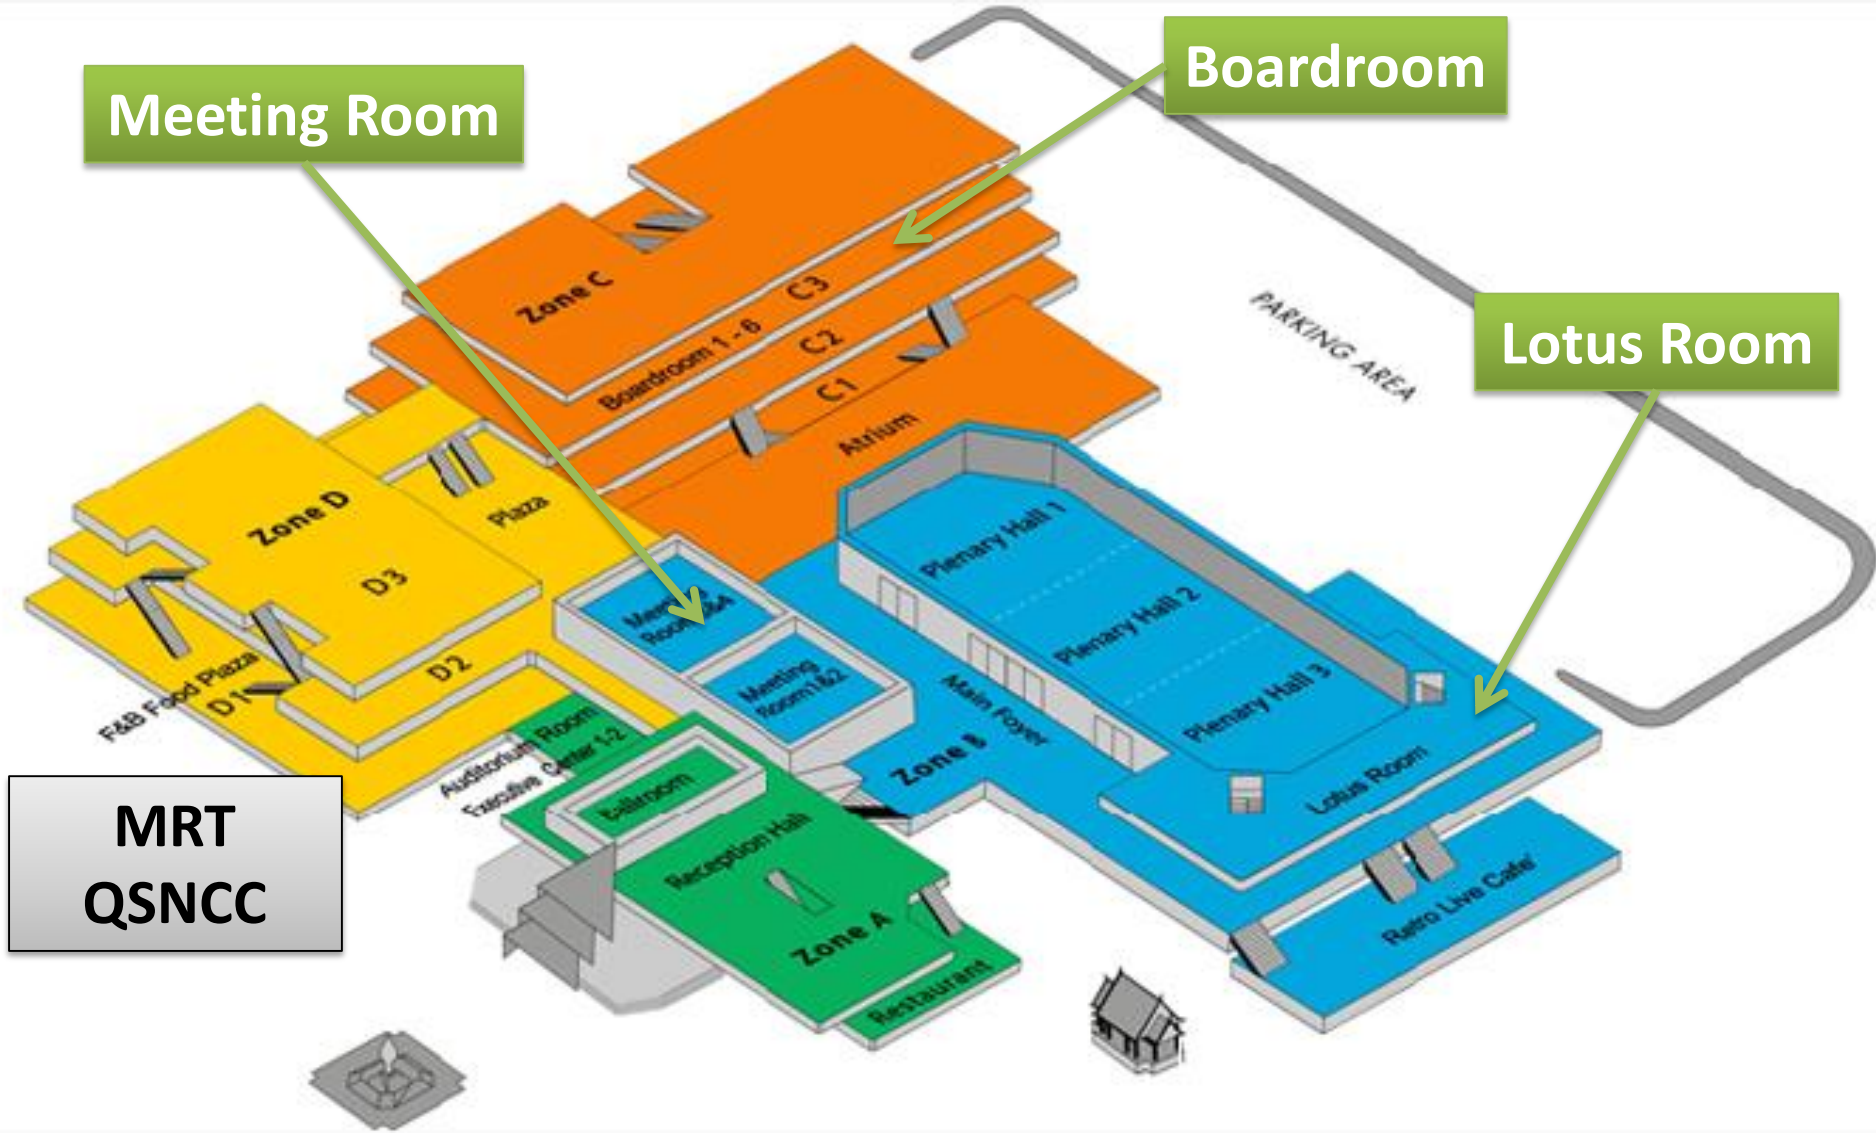 Boardroom
Meeting Room
Lotus Room
PARKING AREA
Zone C
C3
Boardroom 1 - 6
C2
C1
Atrium
Zone D
D3
Plaza
D2
F&B Food Plaza
D1
Plenary Hall 1
Plenary Hall 2
Plenary Hall 3
Meeting
Room 1&2
Main Foyer
Zone B
Lotus Room
Retro Live Cafe'
Auditorium Room
Executive Center 1-2
Ballroom
Reception Hall
Zone A
Restaurant
MRT
QSNCC